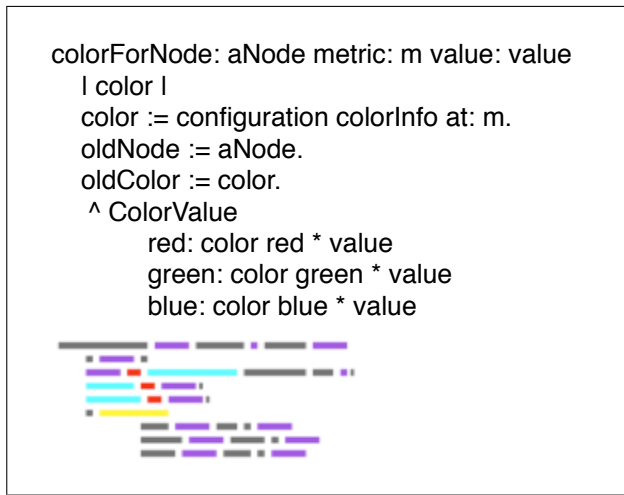 colorForNode: aNode metric: m value: value
| color |
color := configuration colorInfo at: m.
oldNode := aNode.
oldColor := color.
^ ColorValue
red: color red * value
green: color green * value
blue: color blue * value